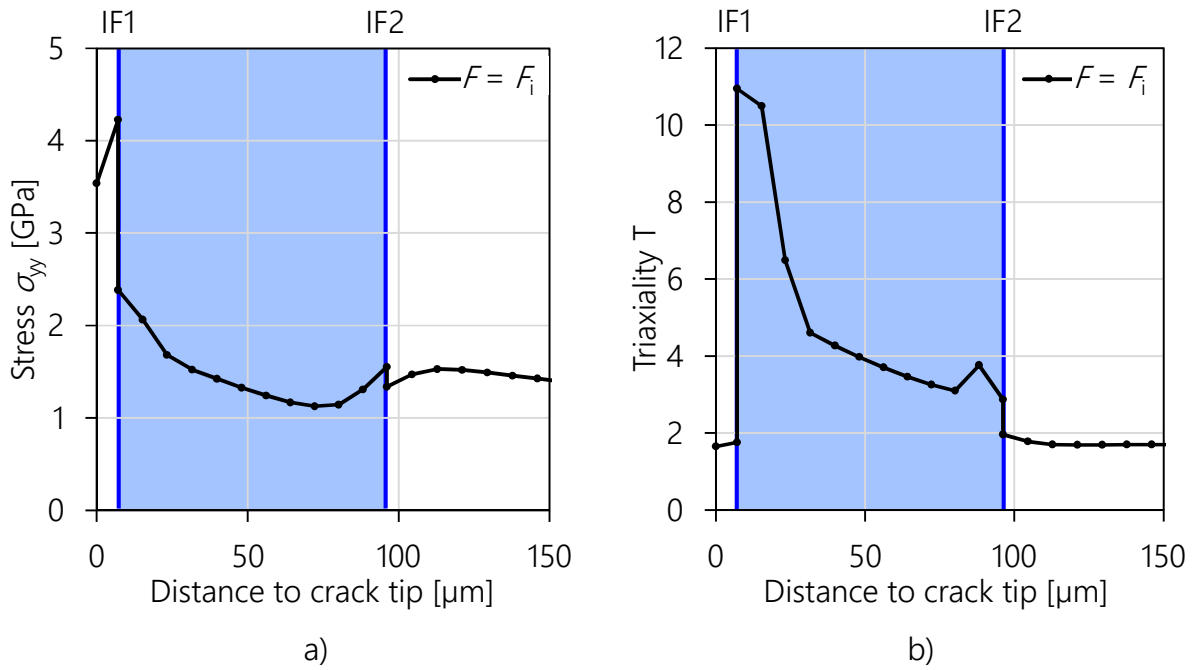 IF1 IF2
5
4
3
2
1
0
Stress σyy [GPa]
F = Fi
0 50 100 150
Distance to crack tip [µm]
a)
IF1 IF2
12
10
8
6
4
2
0
Triaxiality T
F = Fi
0 50 100 150
Distance to crack tip [µm]
b)